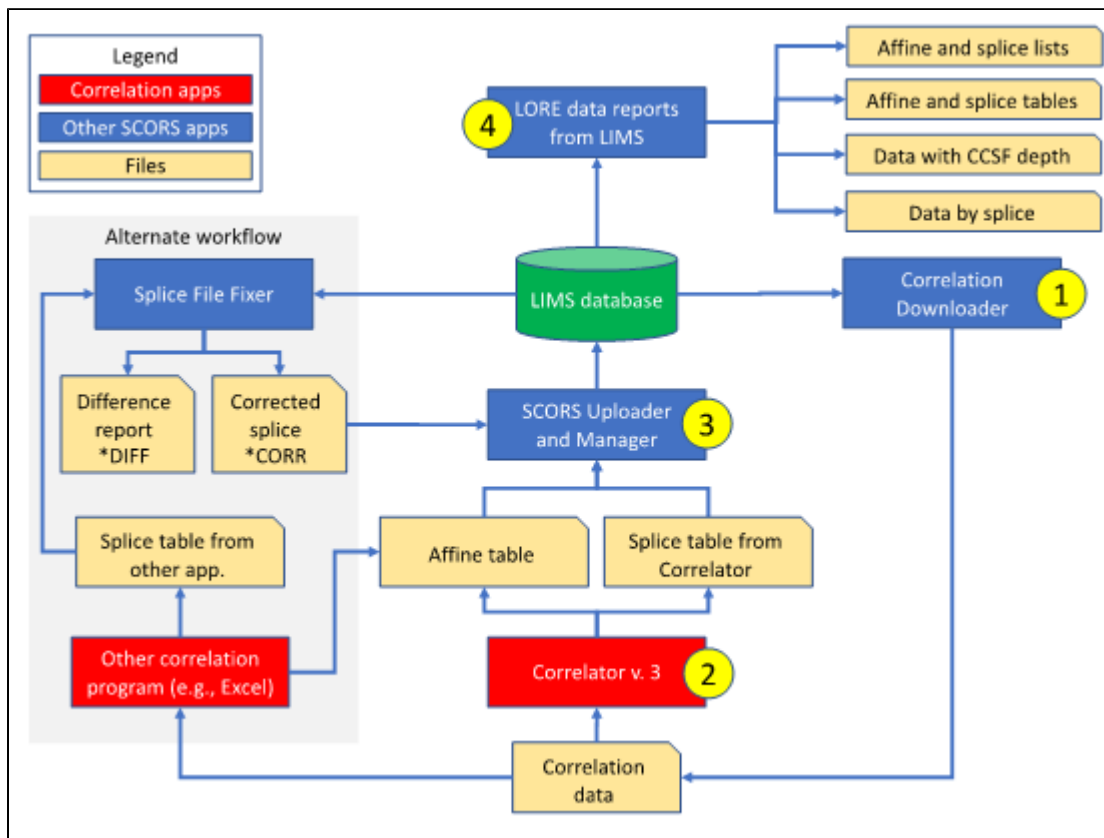 Legend
Correlation apps
Other SCORS apps
Files
4
LORE data reports
from LIMS
Affine and splice lists
Affine and splice tables
Data with CCSF depth
Data by splice
Alternate workflow
Splice File Fixer
LIMS database
Correlation
Downloader
1
Difference
report
*DIFF
Corrected
splice
*CORR
SCORS Uploader
and Manager
3
Splice table from
other app.
Affine table
Splice table from
Correlator
Other correlation
program (e.g., Excel)
Correlator v. 3
2
Correlation
data